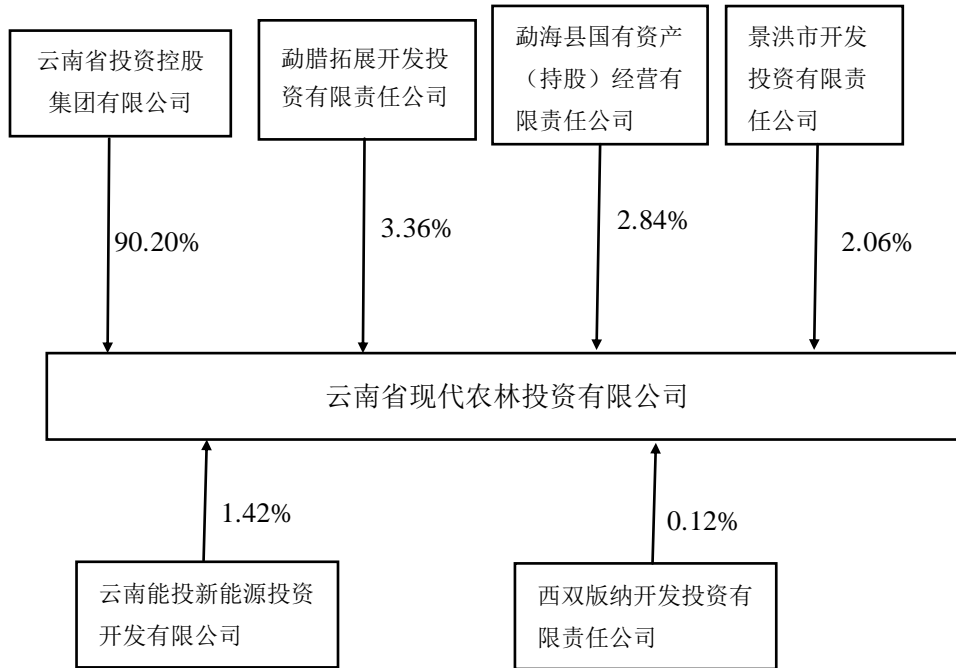 云南省投资控股
集团有限公司
勐腊拓展开发投
资有限责任公司
勐海县国有资产
（持股）经营有
限责任公司
景洪市开发
投资有限责
任公司
90.20%
3.36%
2.84%
2.06%
云南省现代农林投资有限公司
1.42%
0.12%
云南能投新能源投资
开发有限公司
西双版纳开发投资有
限责任公司